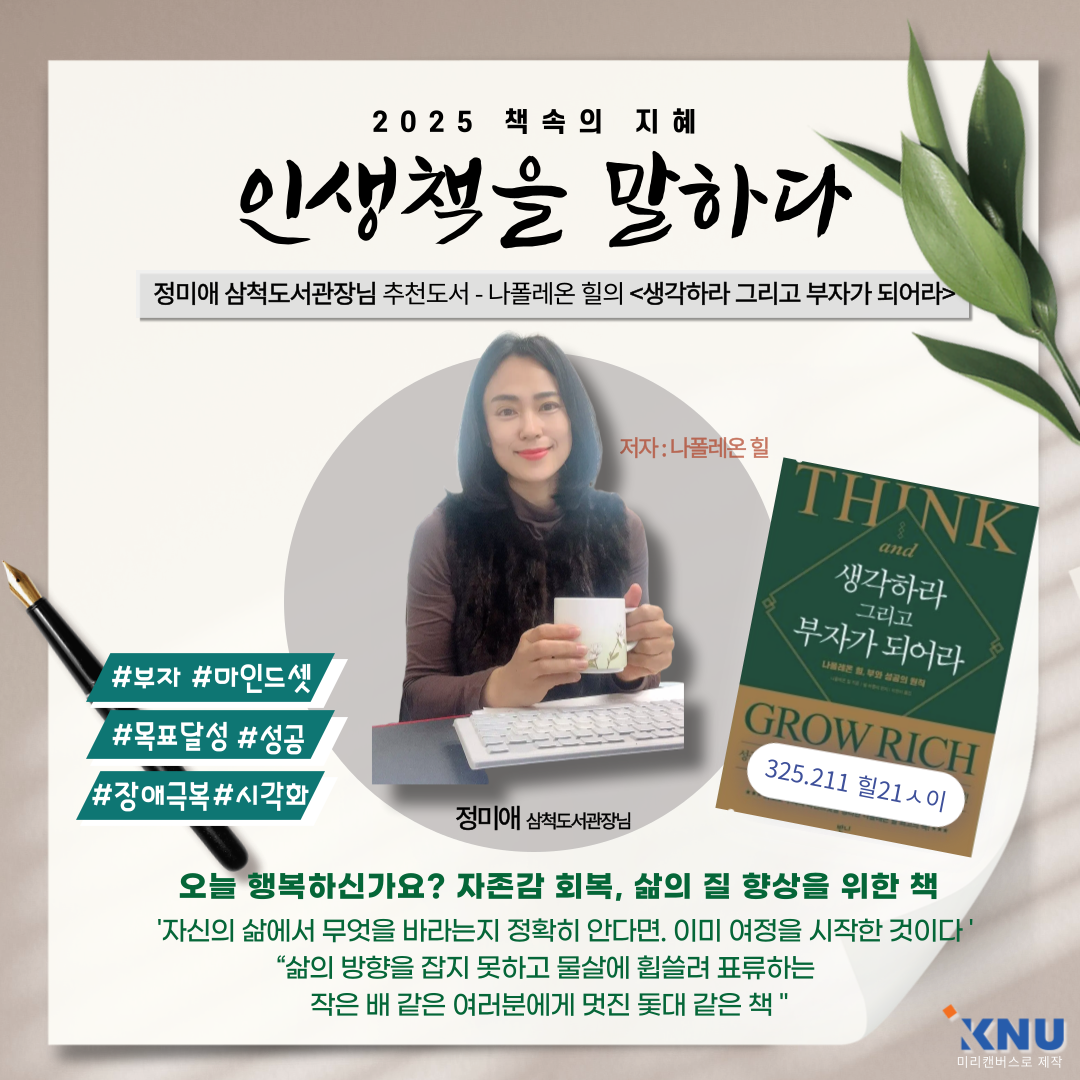 2025 책속의 지혜
인생책을 말하다
정미애 삼척도서관장님 추천도서 - 나폴레온 힐의 <생각하라 그리고 부자가 되어라>
저자 : 나폴레온 힐
THINK
and
생각하라
그리고
부자가 되어라
나폴레온 힐, 부와 성공의 원칙
GROW RICH
325.211 힐21ㅅ이
#부자 #마인드셋
#목표달성 #성공
#장애극복#시각화
정미애 삼척도서관장님
오늘 행복하신가요? 자존감 회복, 삶의 질 향상을 위한 책
'자신의 삶에서 무엇을 바라는지 정확히 안다면. 이미 여정을 시작한 것이다 '
“삶의 방향을 잡지 못하고 물살에 휩쓸려 표류하는
작은 배 같은 여러분에게 멋진 돛대 같은 책 "
KNU
미리캔버스로 제작